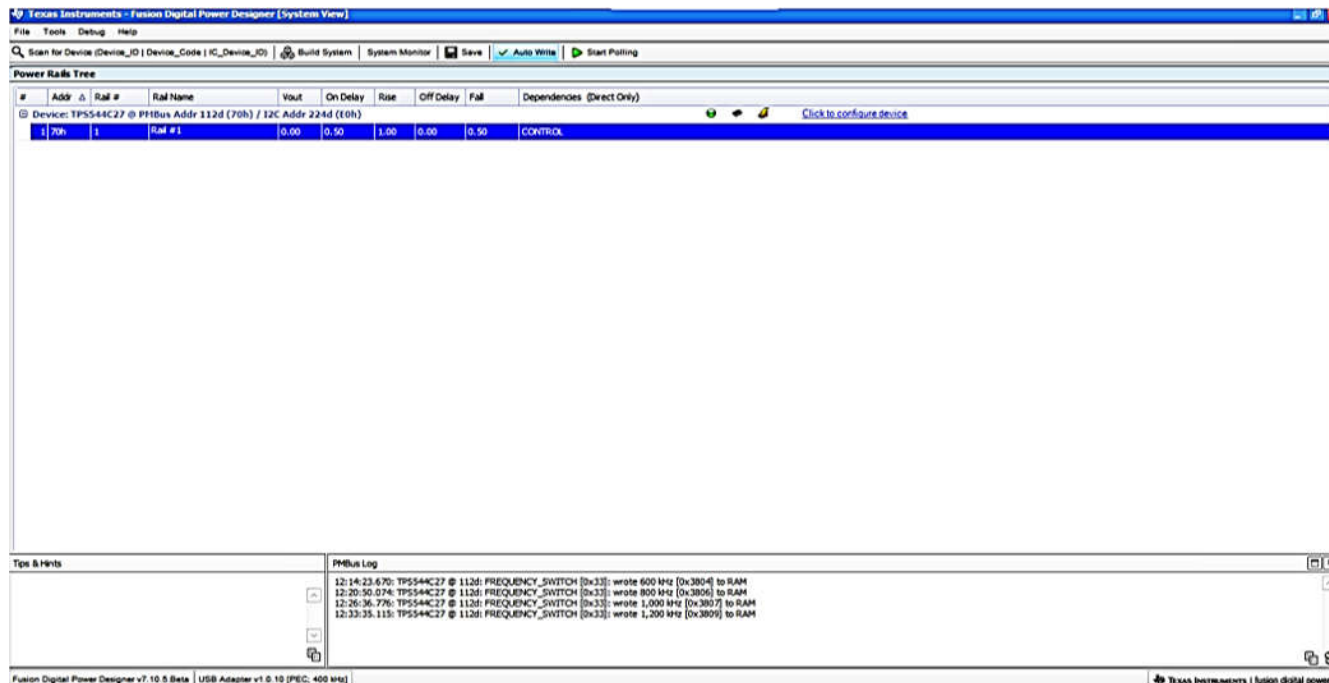 Texas Instruments - Fusion Digital Power Designer [System View]
File Tools Debug Help
Scan for Device (Device_ID | Device_Code | IC_Device_ID) Build System System Monitor Save Auto Write Start Polling
Power Rails Tree
# Addr Rail # Rail Name Vout On Delay Rise Off Delay Fall Dependencies (Direct Only)
Device: TPS544C27 @ PMBus Addr 112d (70h) / I2C Addr 224d (E0h) Click to configure device
1 70h 1 Rail #1 0.00 0.50 1.00 0.00 0.50 CONTROL
Tips & Hints PMBus Log
12:14:23.670: TPS544C27 @ 112d: FREQUENCY_SWITCH [0x33]: wrote 600 kHz [0x3804] to RAM
12:20:50.074: TPS544C27 @ 112d: FREQUENCY_SWITCH [0x33]: wrote 800 kHz [0x3806] to RAM
12:26:36.776: TPS544C27 @ 112d: FREQUENCY_SWITCH [0x33]: wrote 1,000 kHz [0x3807] to RAM
12:33:35.115: TPS544C27 @ 112d: FREQUENCY_SWITCH [0x33]: wrote 1,200 kHz [0x3809] to RAM
Fusion Digital Power Designer v7.10.5.Beta USB Adapter v1.0.10 [PEC; 400 kHz] TEXAS INSTRUMENTS | fusion digital power